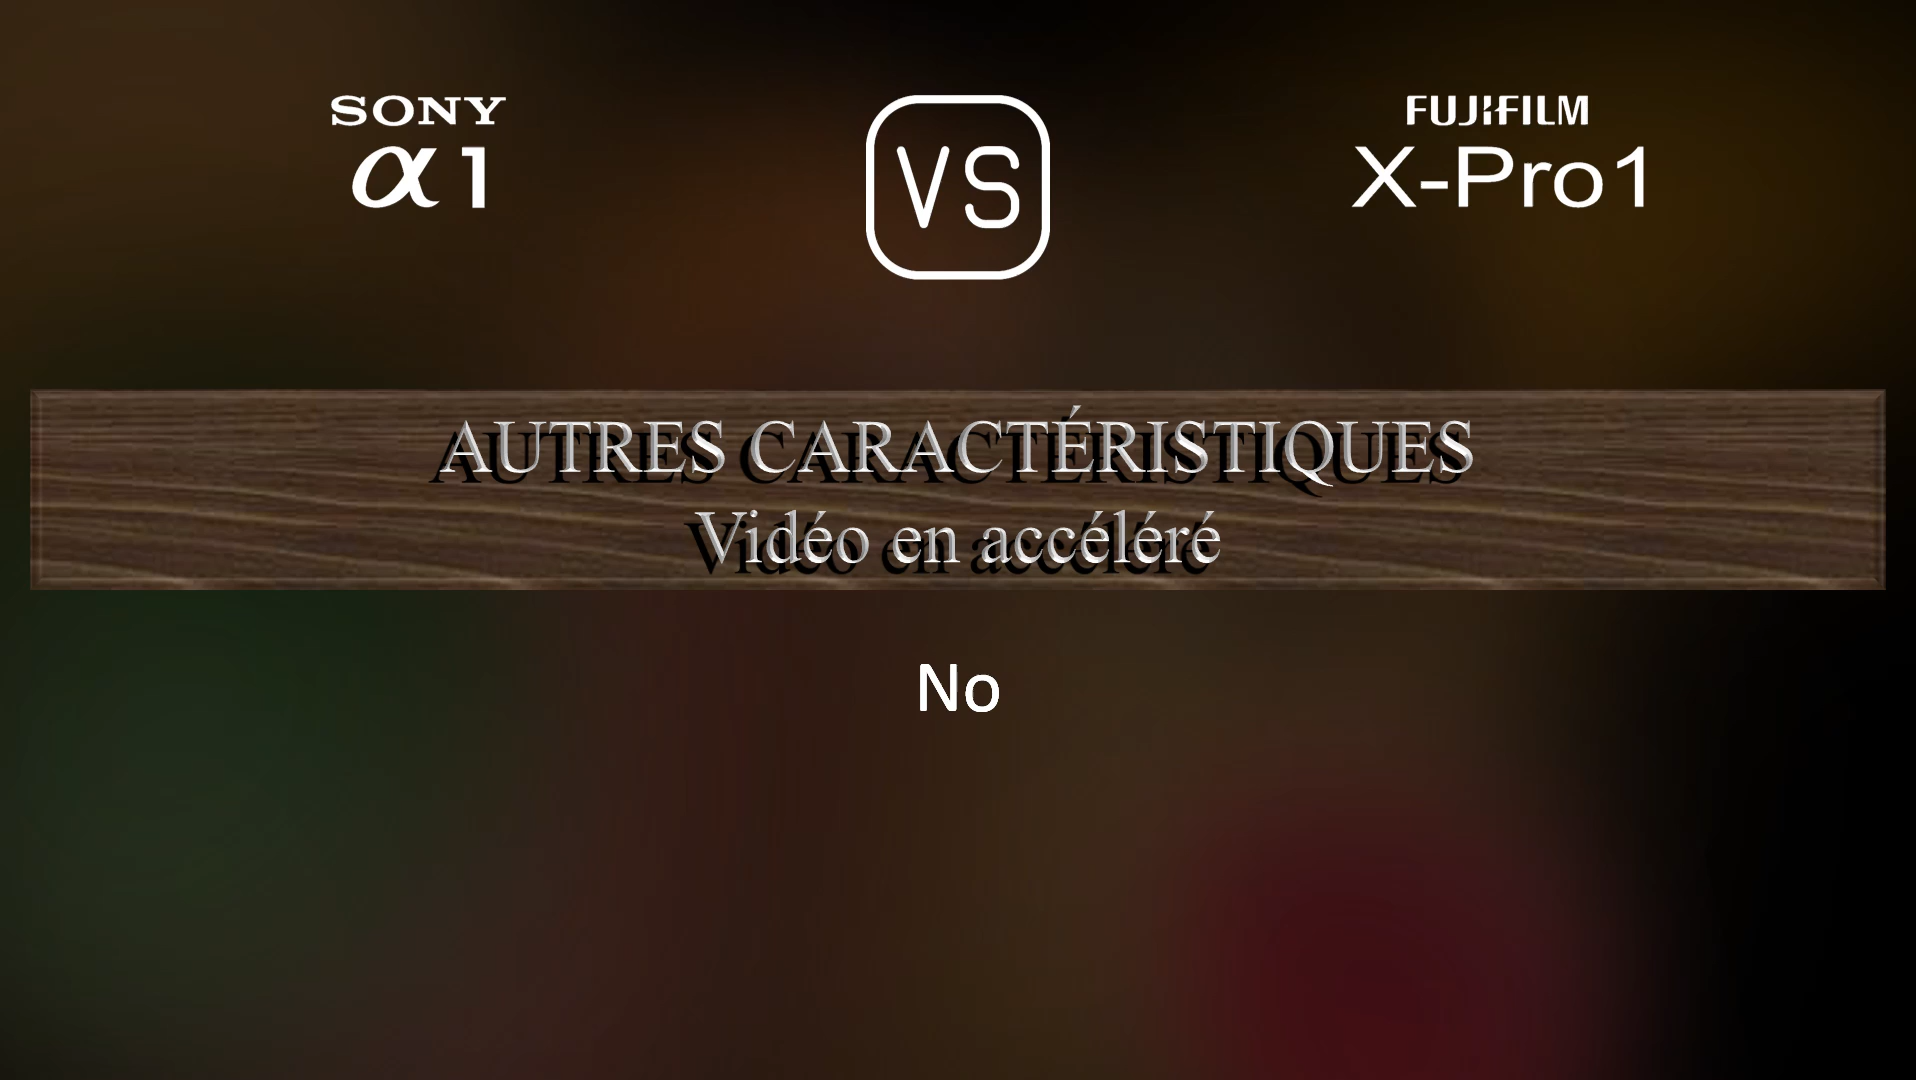 SONY
α1
VS
FUJIFILM
X-Pro1
AUTRES CARACTÉRISTIQUES
Vidéo en accéléré
No